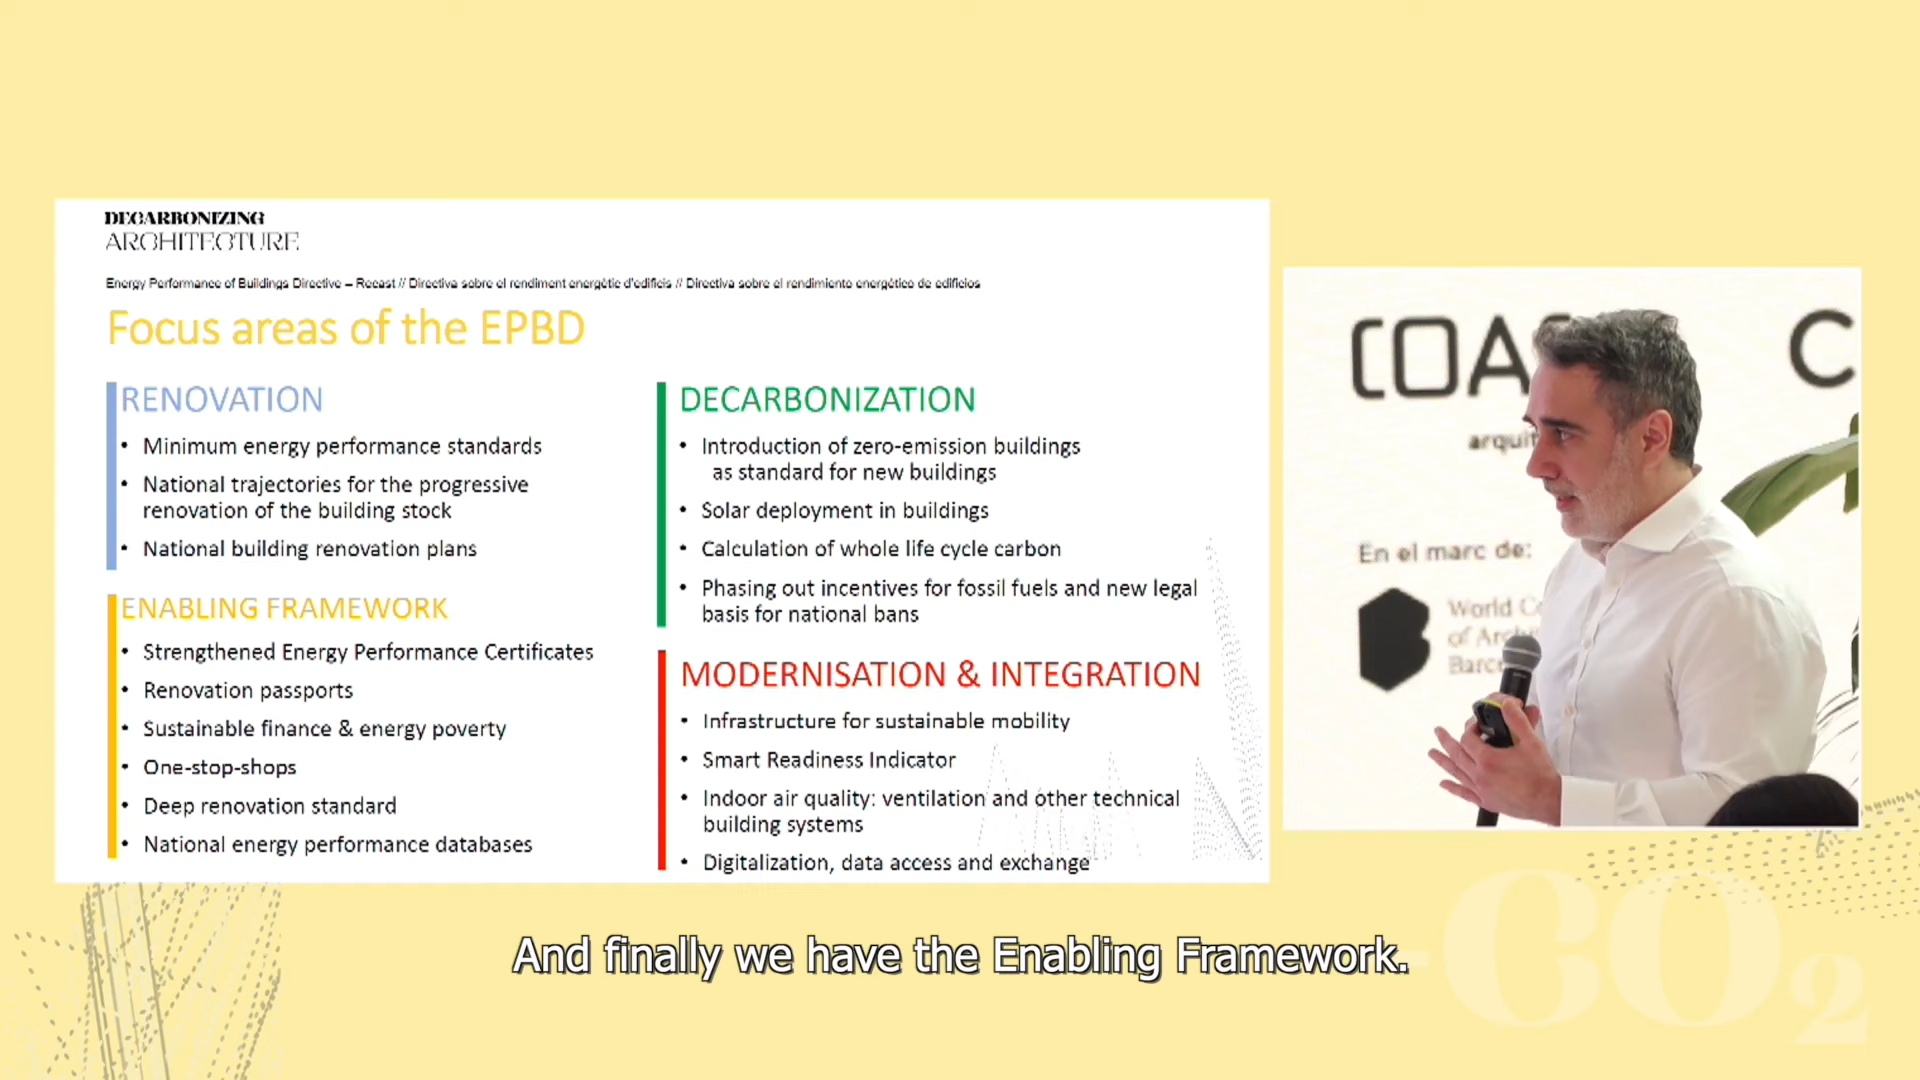 DECARBONIZING
ARCHITECTURE
Energy Performance of Buildings Directive – Recast // Directiva sobre el rendiment energètic d'edificis // Directiva sobre el rendimiento energético de edificios
Focus areas of the EPBD
RENOVATION
• Minimum energy performance standards
• National trajectories for the progressive
renovation of the building stock
• National building renovation plans
ENABLING FRAMEWORK
• Strengthened Energy Performance Certificates
• Renovation passports
• Sustainable finance & energy poverty
• One-stop-shops
• Deep renovation standard
• National energy performance databases
DECARBONIZATION
• Introduction of zero-emission buildings
as standard for new buildings
• Solar deployment in buildings
• Calculation of whole life cycle carbon
• Phasing out incentives for fossil fuels and new legal
basis for national bans
MODERNISATION & INTEGRATION
• Infrastructure for sustainable mobility
• Smart Readiness Indicator
• Indoor air quality: ventilation and other technical
building systems
• Digitalization, data access and exchange
COA
C
arquit
En el marc de:
World Co
of Arch
Barce
And finally we have the Enabling Framework.
-CO2